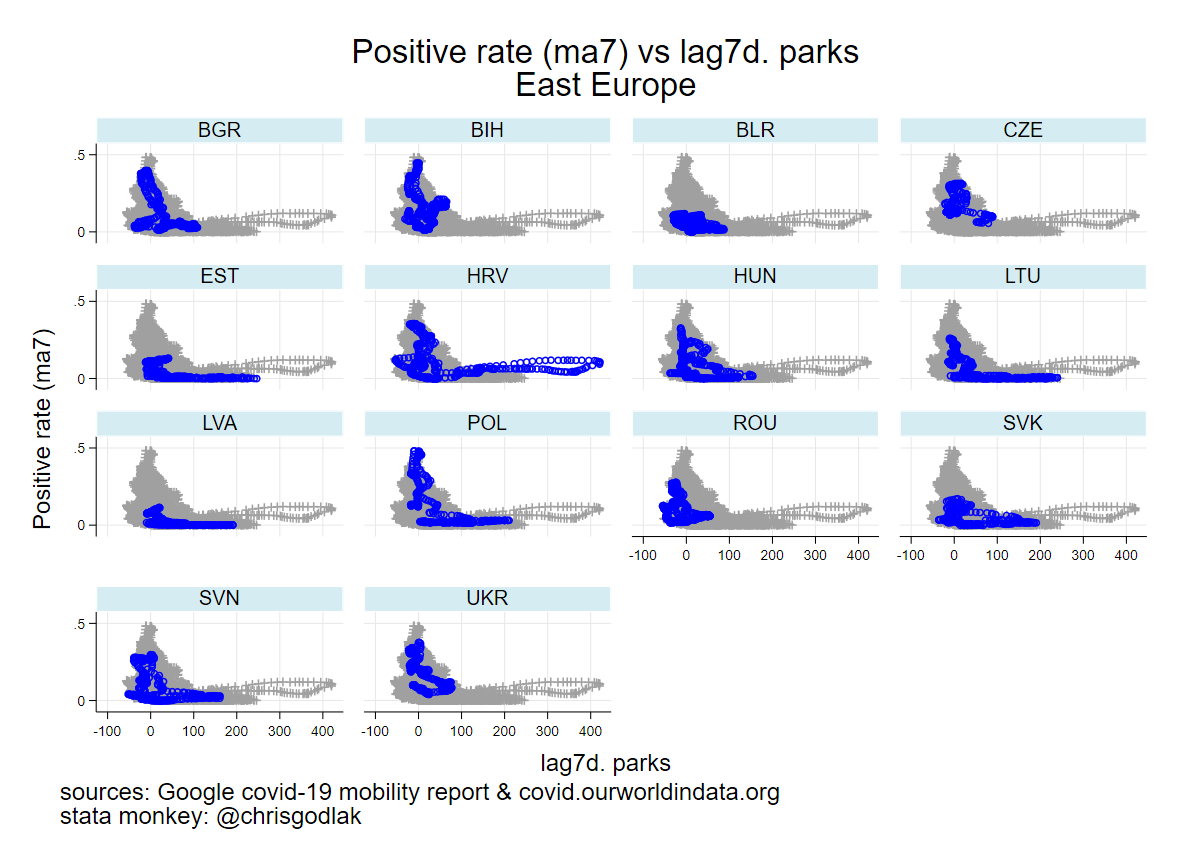 Positive rate (ma7) vs lag7d. parks
East Europe
BGR BIH BLR CZE
.5
0
EST HRV HUN LTU
.5
0
LVA POL ROU SVK
.5
0
-100 0 100 200 300 400 -100 0 100 200 300 400
SVN UKR
.5
0
-100 0 100 200 300 400 -100 0 100 200 300 400
Positive rate (ma7)
lag7d. parks
sources: Google covid-19 mobility report & covid.ourworldindata.org
stata monkey: @chrisgodlak